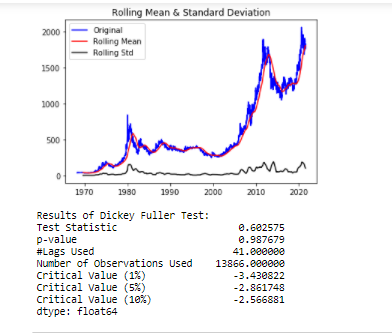 Rolling Mean & Standard Deviation
Original
Rolling Mean
Rolling Std
2000
1500
1000
500
0
1970 1980 1990 2000 2010 2020
Results of Dickey Fuller Test:
Test Statistic 0.602575
p-value 0.987679
#Lags Used 41.000000
Number of Observations Used 13866.000000
Critical Value (1%) -3.430822
Critical Value (5%) -2.861748
Critical Value (10%) -2.566881
dtype: float64